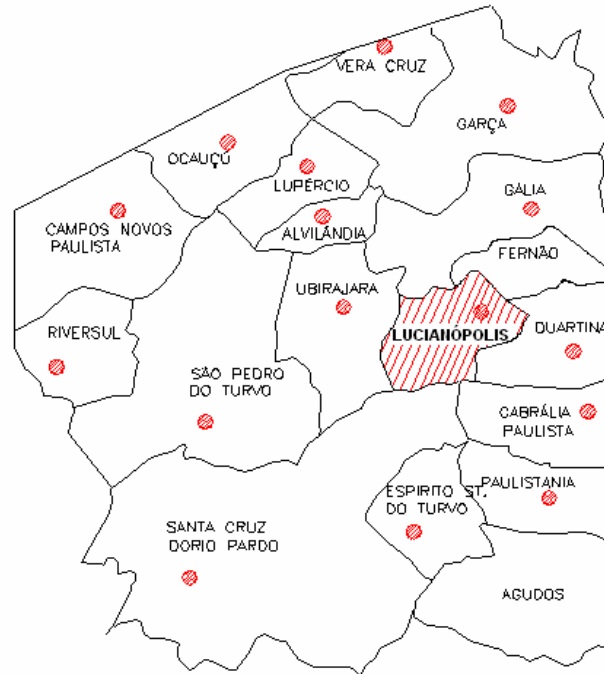 VERA CRUZ
GARÇA
OCAUÇÚ
LUPÉRCIO
GÁLIA
CAMPOS NOVOS
PAULISTA
ALVILÂNDIA
FERNÃO
UBIRAJARA
RIVERSUL
LUCIANÓPOLIS
DUARTINA
SÃO PEDRO
DO TURVO
CABRÁLIA
PAULISTA
PAULISTANIA
ESPIRITO ST.
DO TURVO
SANTA CRUZ
DORIO PARDO
AGUDOS